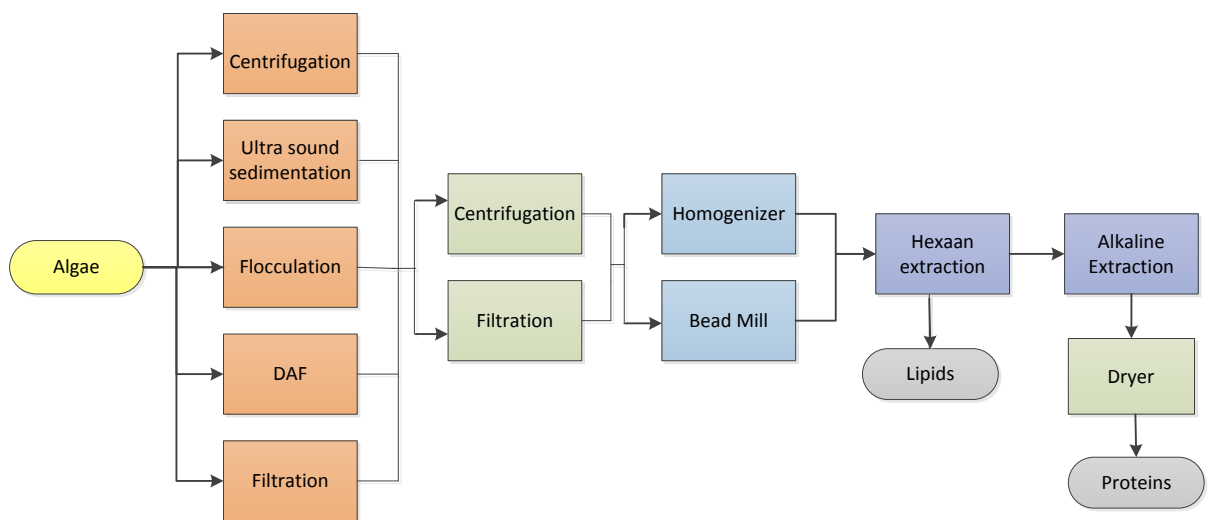 Algae
Centrifugation
Ultra sound
sedimentation
Flocculation
DAF
Filtration
Centrifugation
Filtration
Homogenizer
Bead Mill
Hexaan
extraction
Lipids
Alkaline
Extraction
Dryer
Proteins